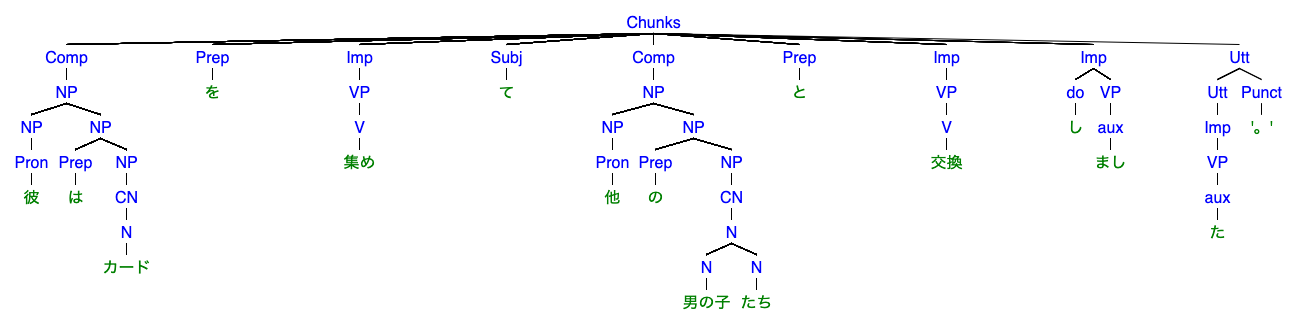 Chunks
Comp Prep Imp Subj Comp Prep Imp Imp Utt
NP を VP て NP と VP do VP Utt Punct
NP NP V NP NP V し aux Imp '。'
Pron Prep NP 集め Pron Prep NP 交換 まし VP
彼 は CN 他 の CN aux
N N た
カード N N
男の子 たち